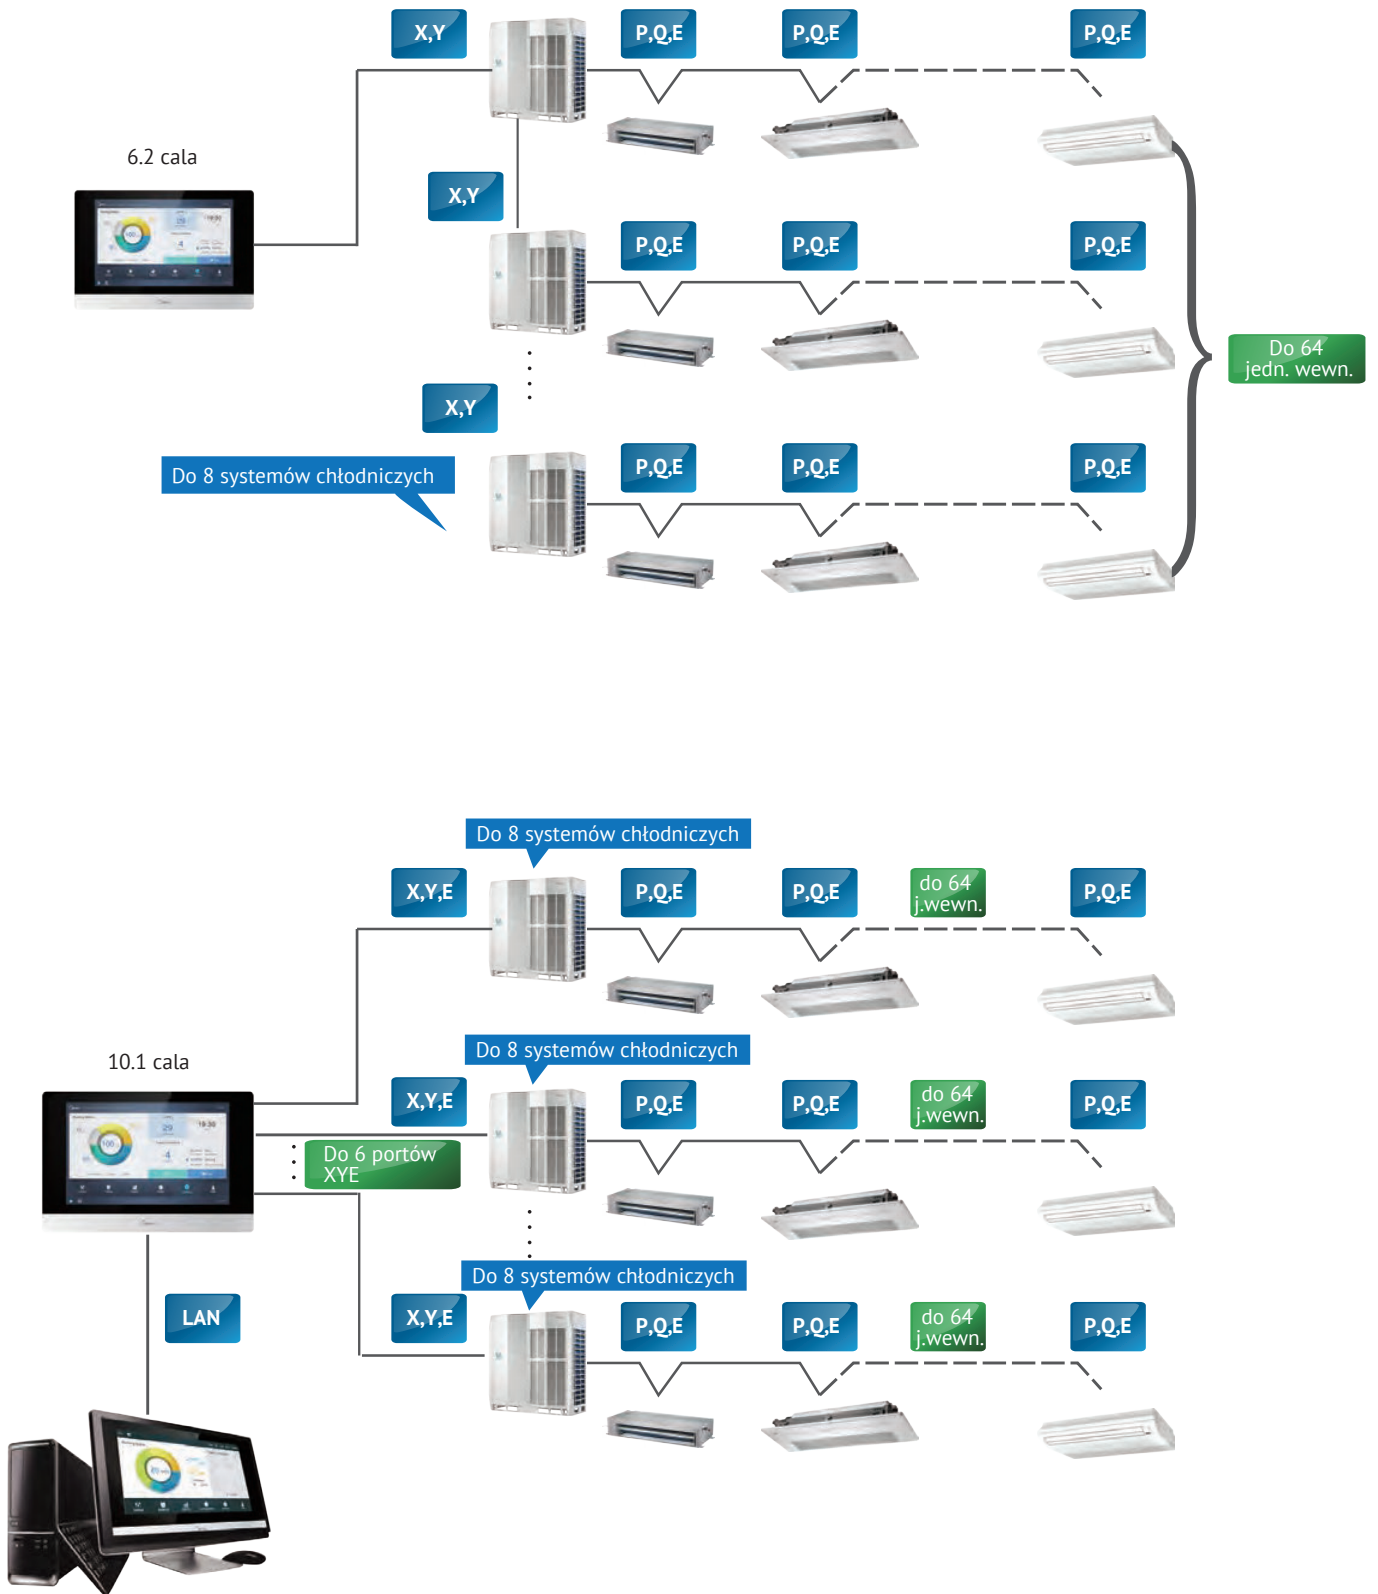 X,Y
P,Q,E
P,Q,E
P,Q,E
6.2 cala
X,Y
P,Q,E
P,Q,E
P,Q,E
Do 64
jedn. wewn.
X,Y
Do 8 systemów chłodniczych
P,Q,E
P,Q,E
P,Q,E
Do 8 systemów chłodniczych
X,Y,E
P,Q,E
P,Q,E
do 64
j.wewn.
P,Q,E
10.1 cala
Do 8 systemów chłodniczych
X,Y,E
P,Q,E
P,Q,E
do 64
j.wewn.
P,Q,E
Do 6 portów
XYE
Do 8 systemów chłodniczych
LAN
X,Y,E
P,Q,E
P,Q,E
do 64
j.wewn.
P,Q,E